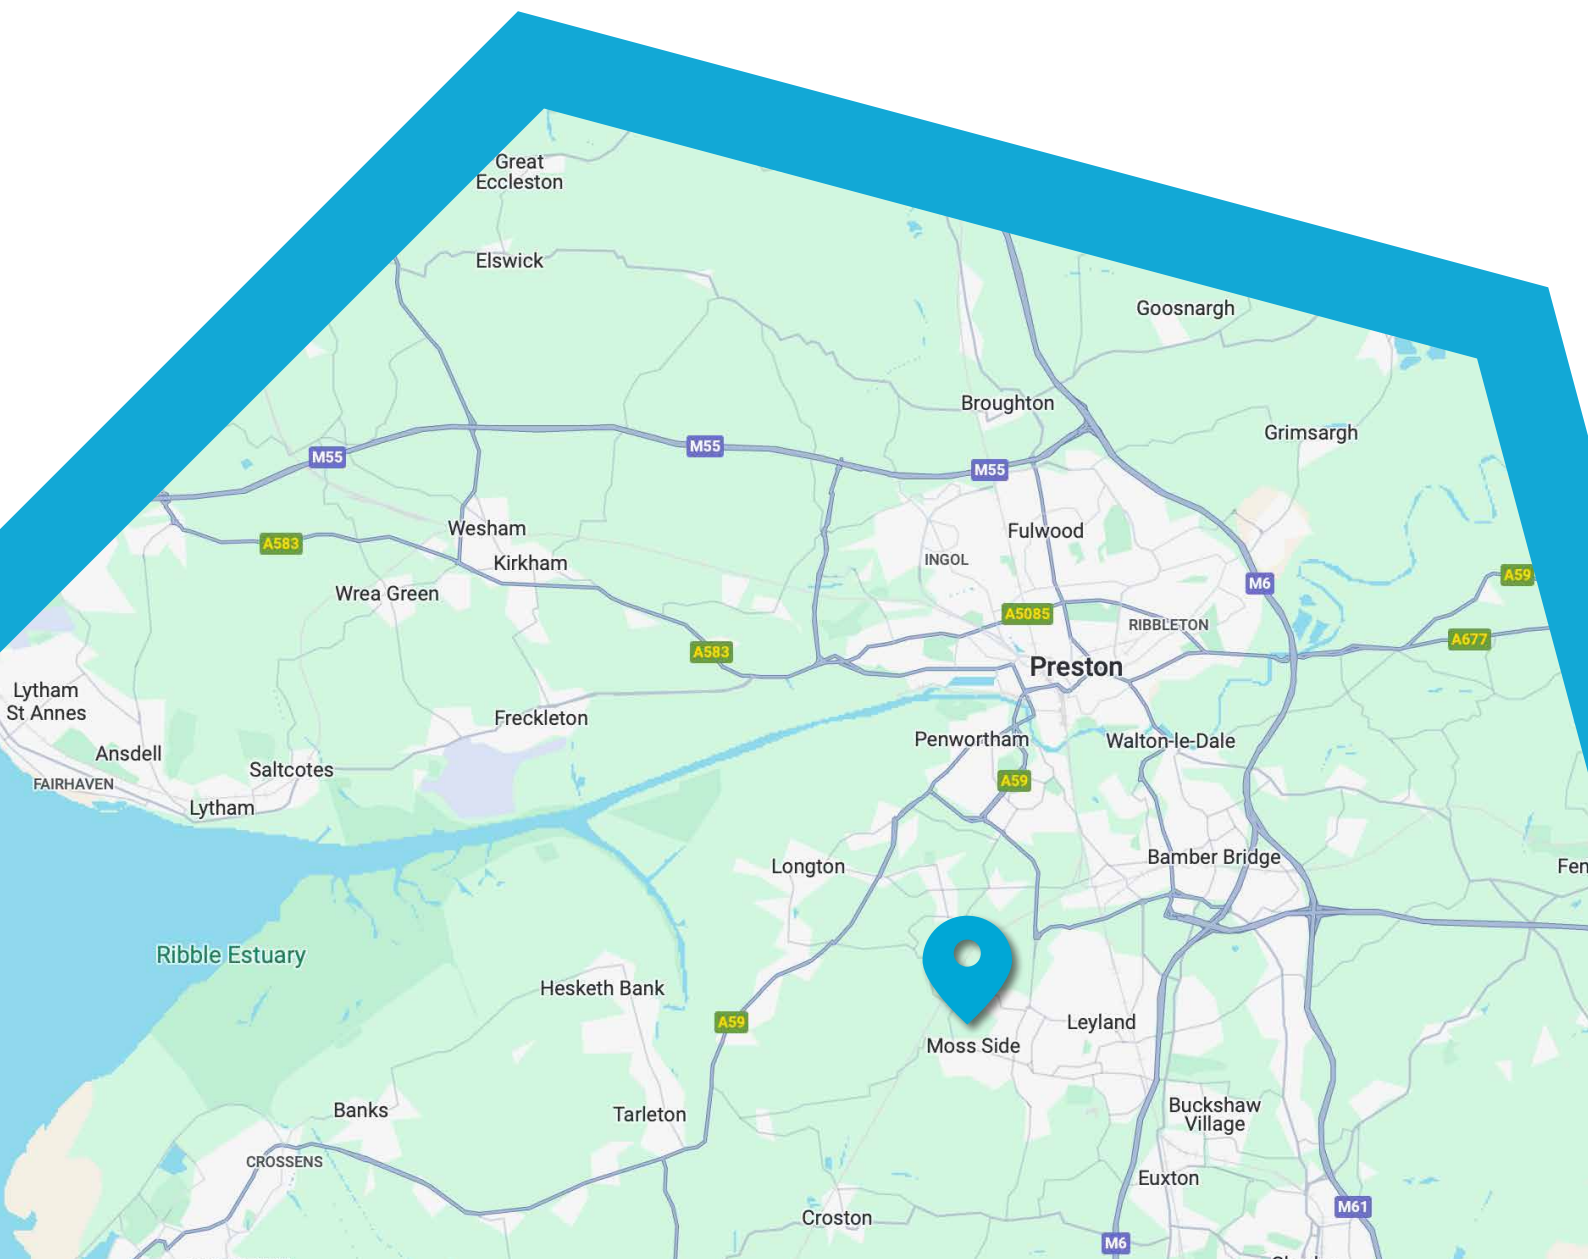 Great
Eccleston
Elswick
Goosnargh
Broughton
Grimsargh
M55
M55
M55
Wesham
Fulwood
A583
INGOL
Kirkham
A59
M6
Wrea Green
A5085
RIBBLETON
A677
A583
Preston
Lytham
St Annes
Freckleton
Penwortham
Walton-le-Dale
Ansdell
Saltcotes
FAIRHAVEN
A59
Lytham
Bamber Bridge
Longton
Fen
Ribble Estuary
Hesketh Bank
A59
Leyland
Moss Side
Banks
Tarleton
Buckshaw
Village
CROSSENS
Euxton
M61
Croston
M6